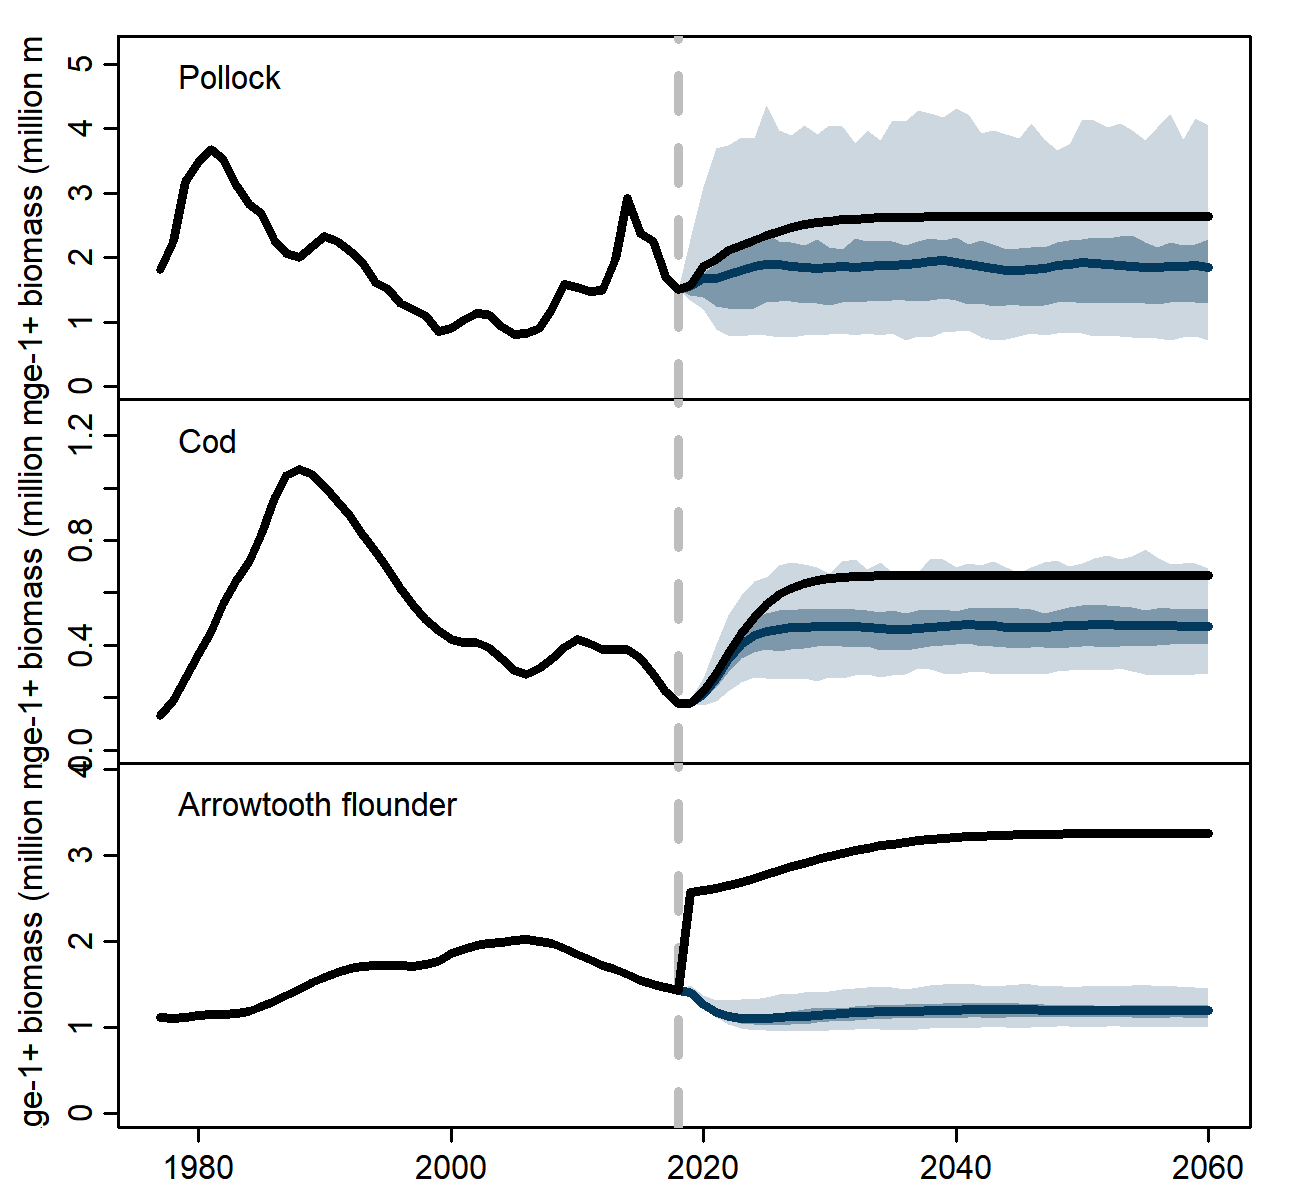 Pollock
5
4
3
2
1
0
ge-1+ biomass (million m
Cod
1.2
0.8
0.4
0.0
ge-1+ biomass (million m
Arrowtooth flounder
4
3
2
1
0
ge-1+ biomass (million m
1980 2000 2020 2040 2060